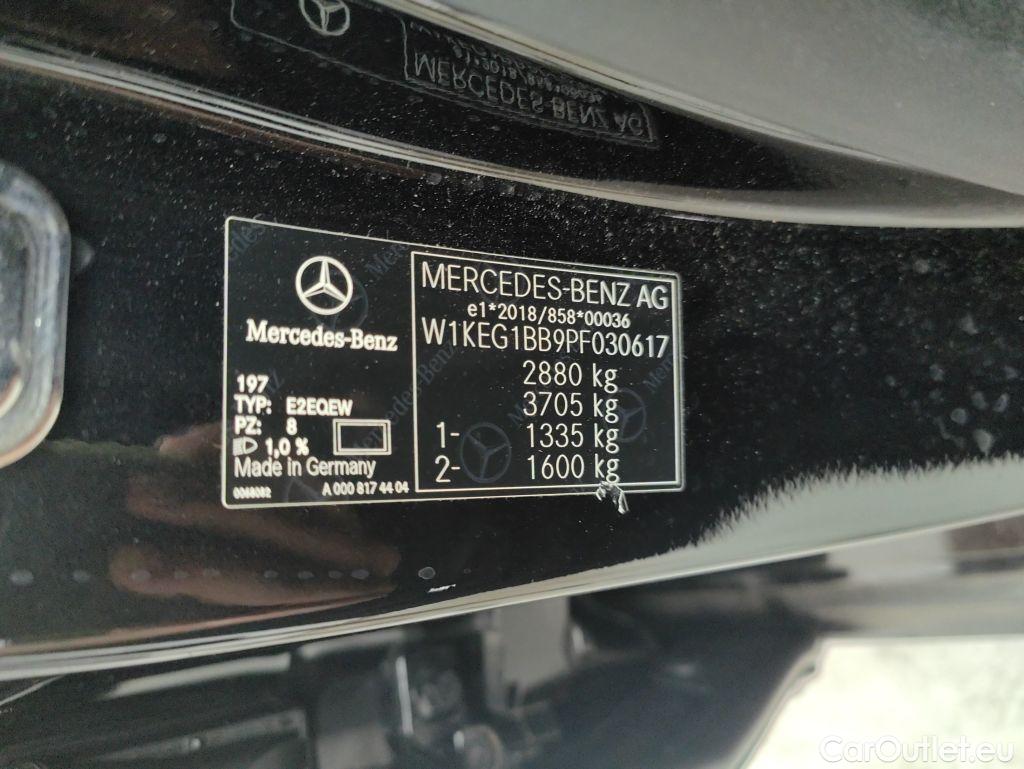 MERCEDES-BENZ AG
Mercedes-Benz
197
TYP: E2EQEW
PZ: 8
1,0 %
Made in Germany
0068082
A 000 817 44 04
MERCEDES-BENZ AG
e1*2018/858*00036
W1KEG1BB9PF030617
2880 kg
3705 kg
1- 1335 kg
2- 1600 kg
CarOutlet.eu